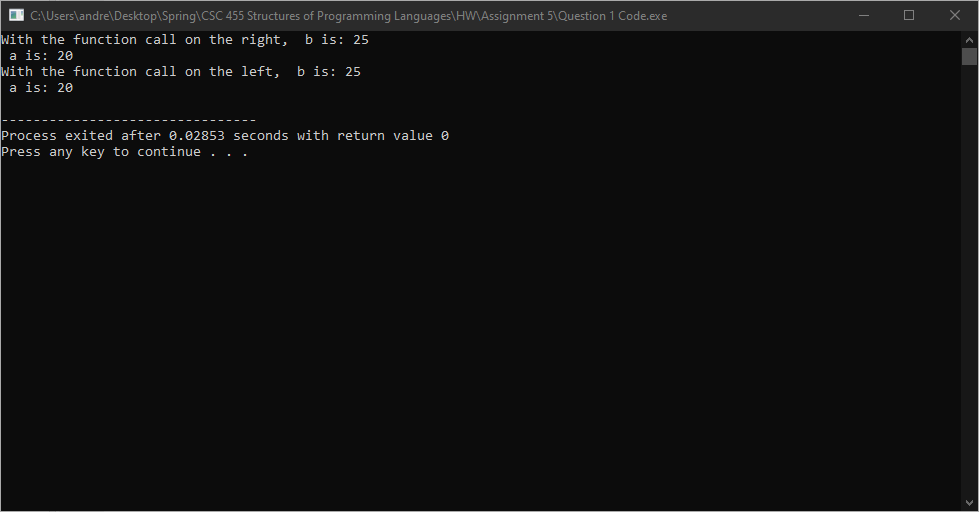 C:\Users\andre\Desktop\Spring\CSC 455 Structures of Programming Languages\HW\Assignment 5\Question 1 Code.exe
With the function call on the right,  b is: 25
 a is: 20
With the function call on the left,  b is: 25
 a is: 20
--------------------------------
Process exited after 0.02853 seconds with return value 0
Press any key to continue . . .